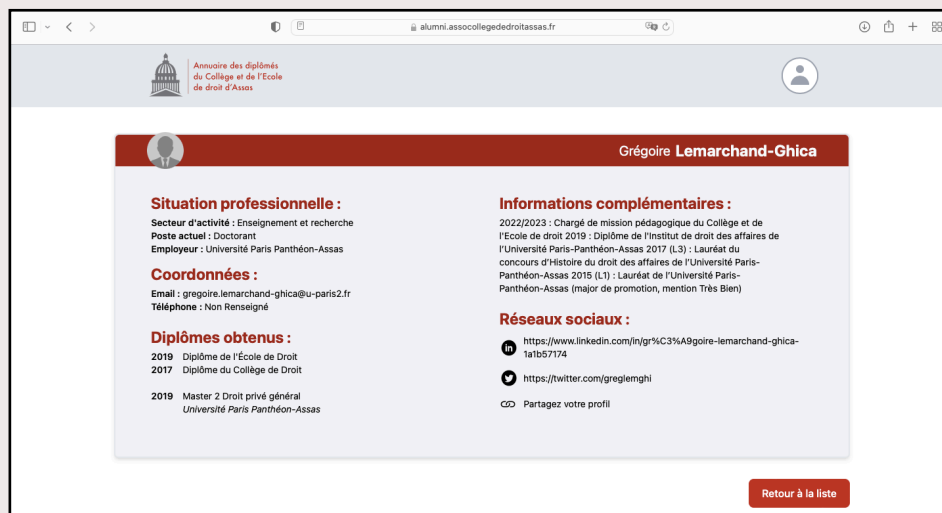 alumni.assocollegededroitassas.fr
Annuaire des diplômés
du Collège et de l'Ecole
de droit d'Assas
Grégoire Lemarchand-Ghica
Situation professionnelle :
Secteur d'activité : Enseignement et recherche
Poste actuel : Doctorant
Employeur : Université Paris Panthéon-Assas
Coordonnées :
Email : gregoire.lemarchand-ghica@u-paris2.fr
Téléphone : Non Renseigné
Diplômes obtenus :
2019 Diplôme de l'École de Droit
2017 Diplôme du Collège de Droit
2019 Master 2 Droit privé général
Université Paris Panthéon-Assas
Informations complémentaires :
2022/2023 : Chargé de mission pédagogique du Collège et de
l'Ecole de droit 2019 : Diplôme de l'Institut de droit des affaires de
l'Université Paris-Panthéon-Assas 2017 (L3) : Lauréat du
concours d'Histoire du droit des affaires de l'Université Paris-
Panthéon-Assas 2015 (L1) : Lauréat de l'Université Paris-
Panthéon-Assas (major de promotion, mention Très Bien)
Réseaux sociaux :
https://www.linkedin.com/in/gr%C3%A9goire-lemarchand-ghica-
1a1b57174
https://twitter.com/greglemghi
Partagez votre profil
Retour à la liste